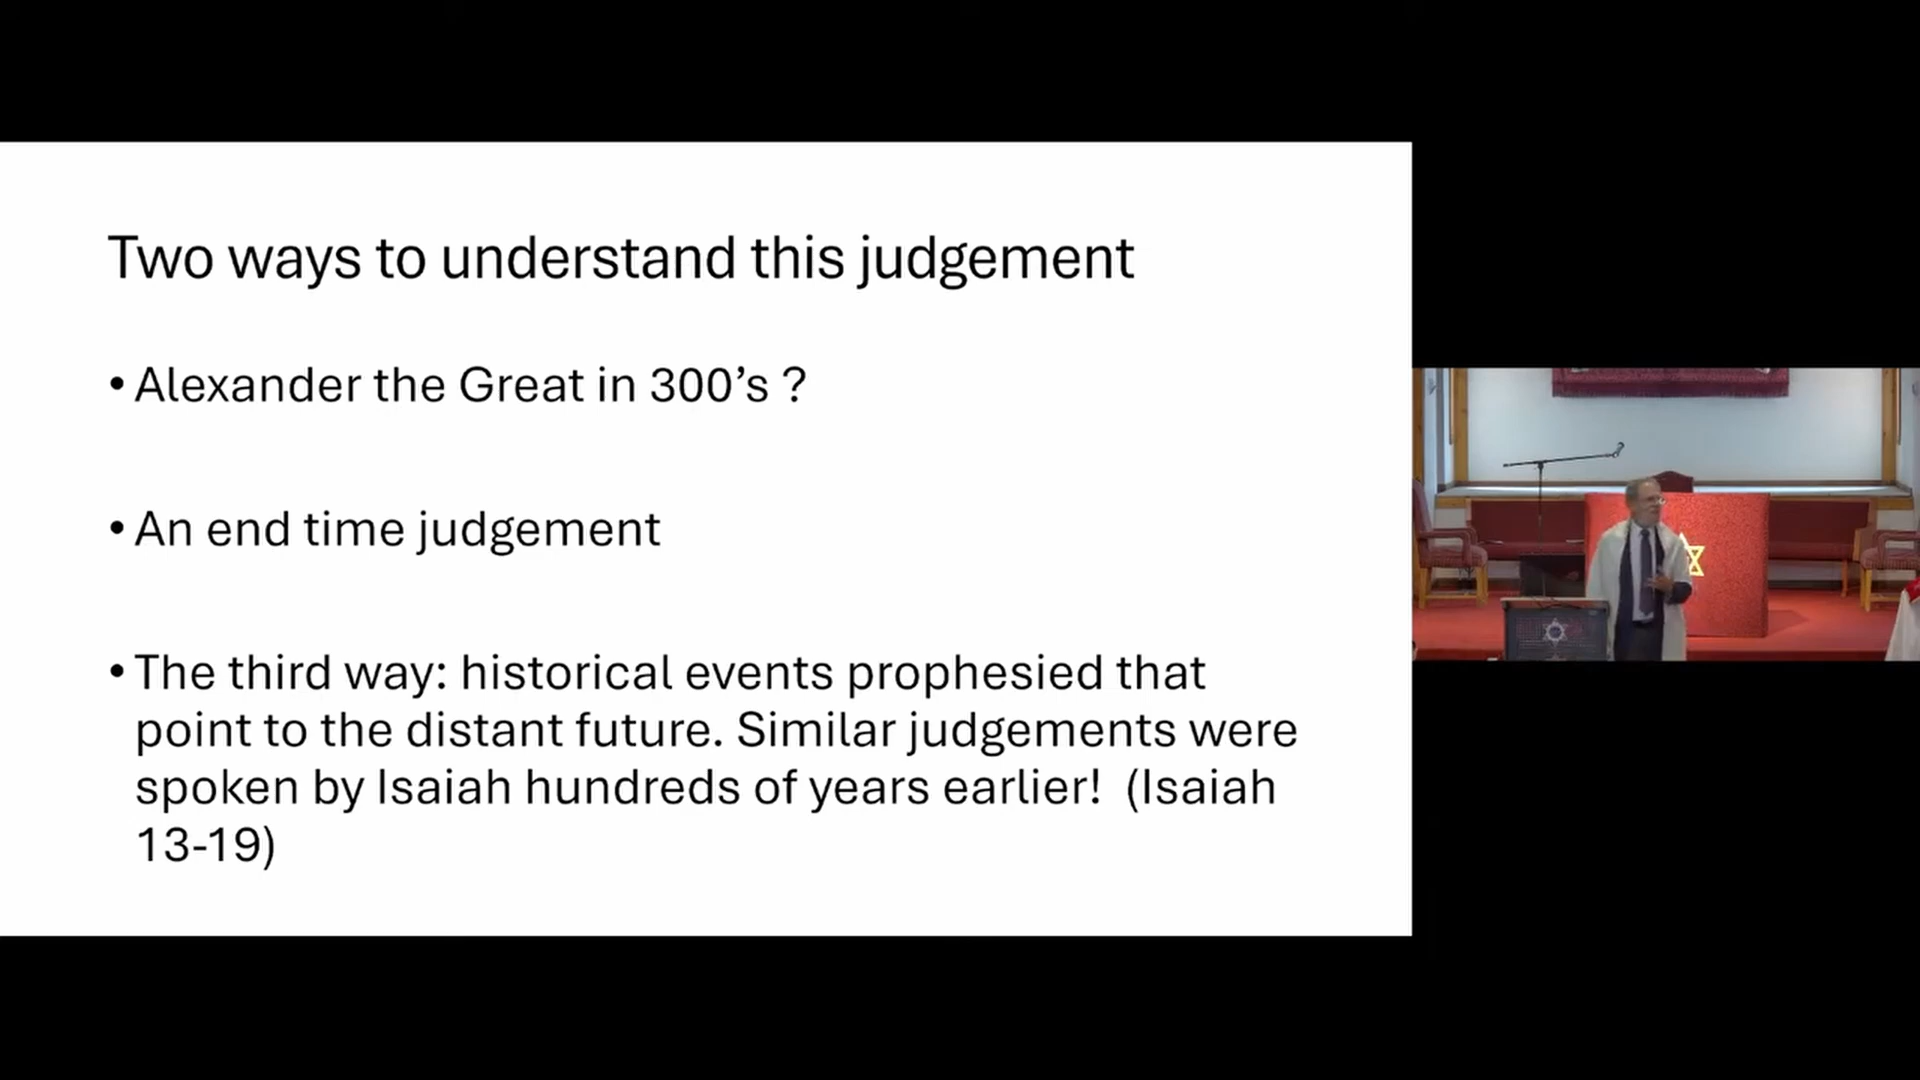 Two ways to understand this judgement
• Alexander the Great in 300's ?
• An end time judgement
• The third way: historical events prophesied that
point to the distant future. Similar judgements were
spoken by Isaiah hundreds of years earlier!  (Isaiah
13-19)